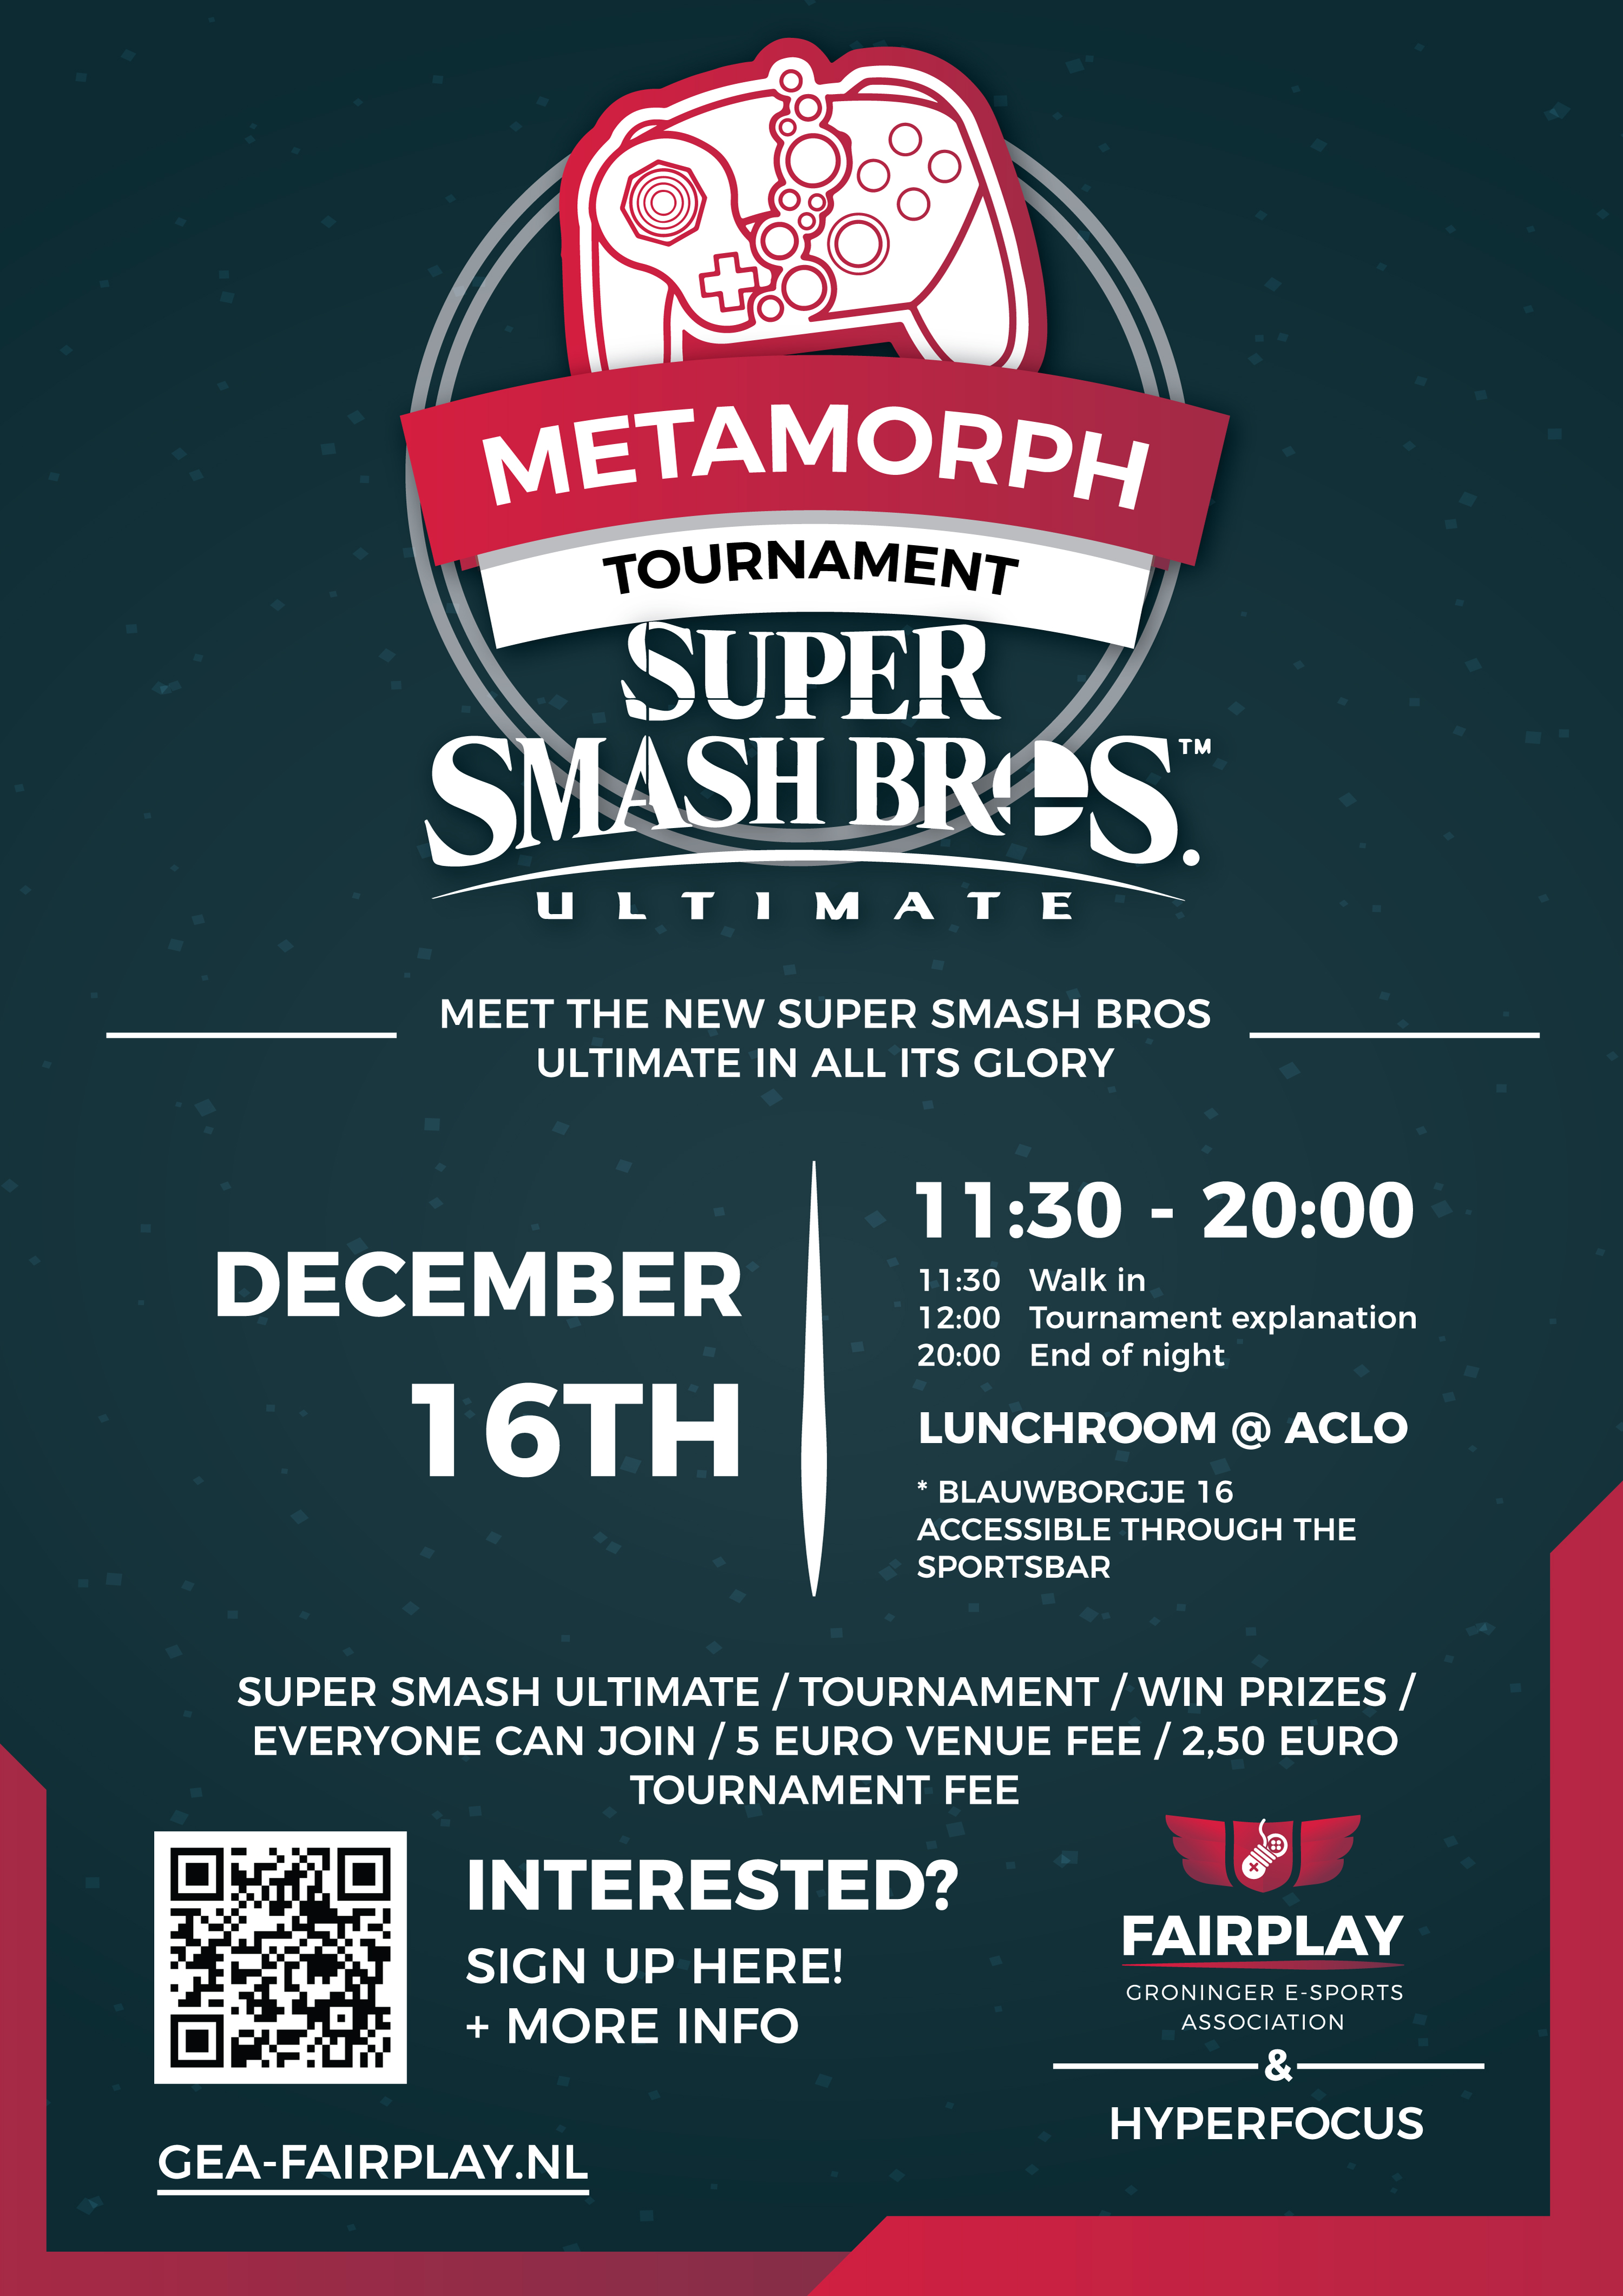 METAMORPH
TOURNAMENT
SUPER
SMASH BROS.™
ULTIMATE
MEET THE NEW SUPER SMASH BROS
ULTIMATE IN ALL ITS GLORY
DECEMBER
16TH
11:30 - 20:00
11:30 Walk in
12:00 Tournament explanation
20:00 End of night
LUNCHROOM @ ACLO
* BLAUWBORGJE 16
ACCESSIBLE THROUGH THE
SPORTSBAR
SUPER SMASH ULTIMATE / TOURNAMENT / WIN PRIZES /
EVERYONE CAN JOIN / 5 EURO VENUE FEE / 2,50 EURO
TOURNAMENT FEE
INTERESTED?
SIGN UP HERE!
+ MORE INFO
GEA-FAIRPLAY.NL
FAIRPLAY
GRONINGER E-SPORTS
ASSOCIATION
&
HYPERFOCUS